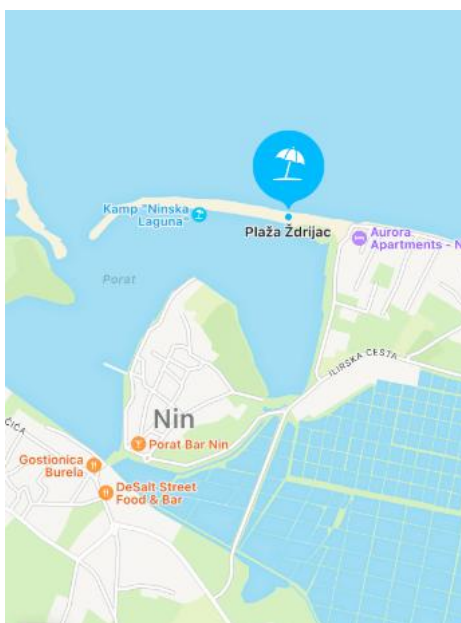 Kamp "Ninska
Laguna"
Plaža Ždrijac
Aurora
Apartments - N
Porat
ILIRSKA CESTA
Nin
ČIĆA
Porat Bar Nin
Gostionica
Burela
DeSalt Street
Food & Bar